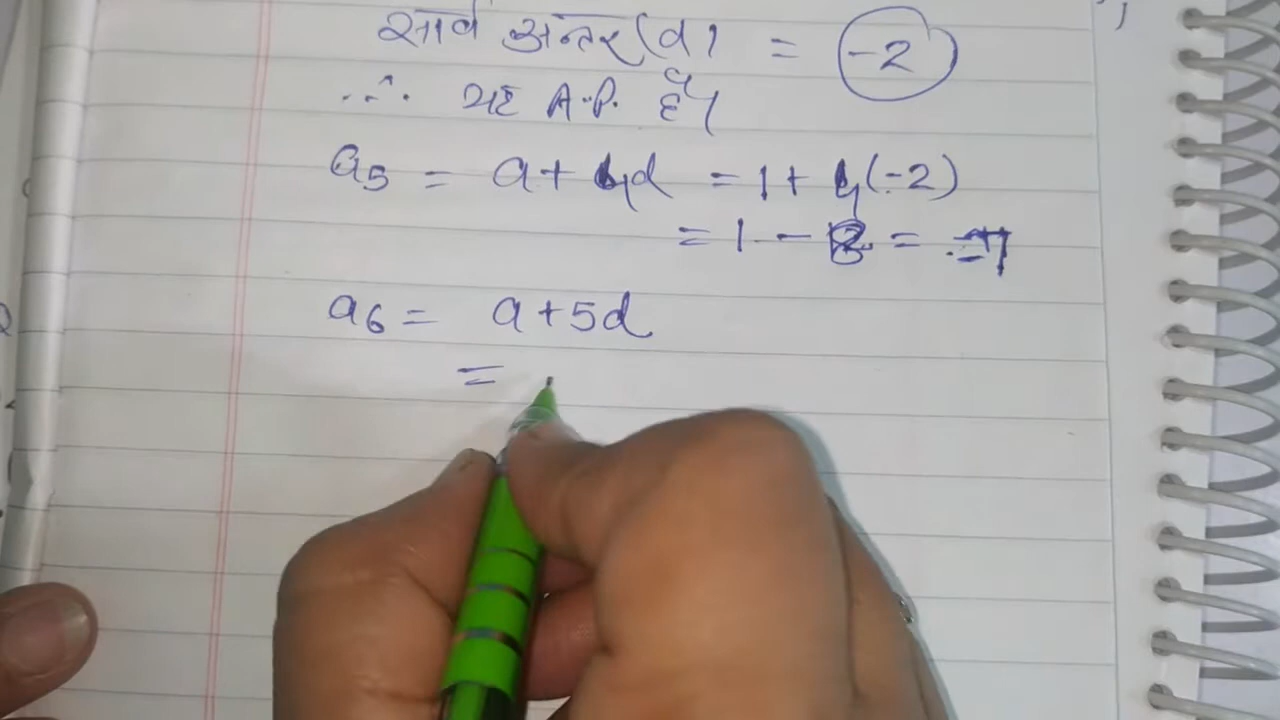 सार्व अन्तर (d) = -2
∴ यह A.P. है।
a5 = a + 4d = 1 + 4(-2)
= 1 - 8 = -7
a6 = a + 5d
=